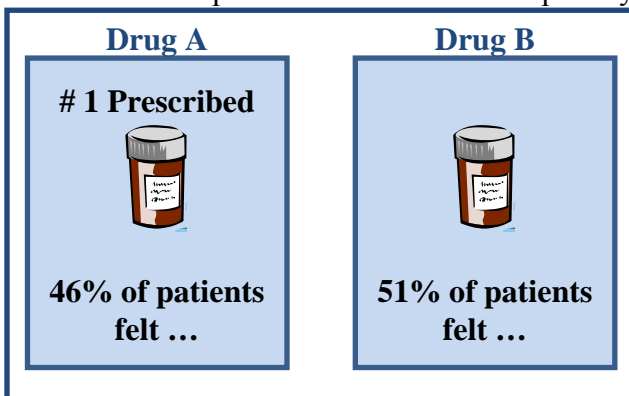 Drug A
# 1 Prescribed
46% of patients
felt …
Drug B
51% of patients
felt …